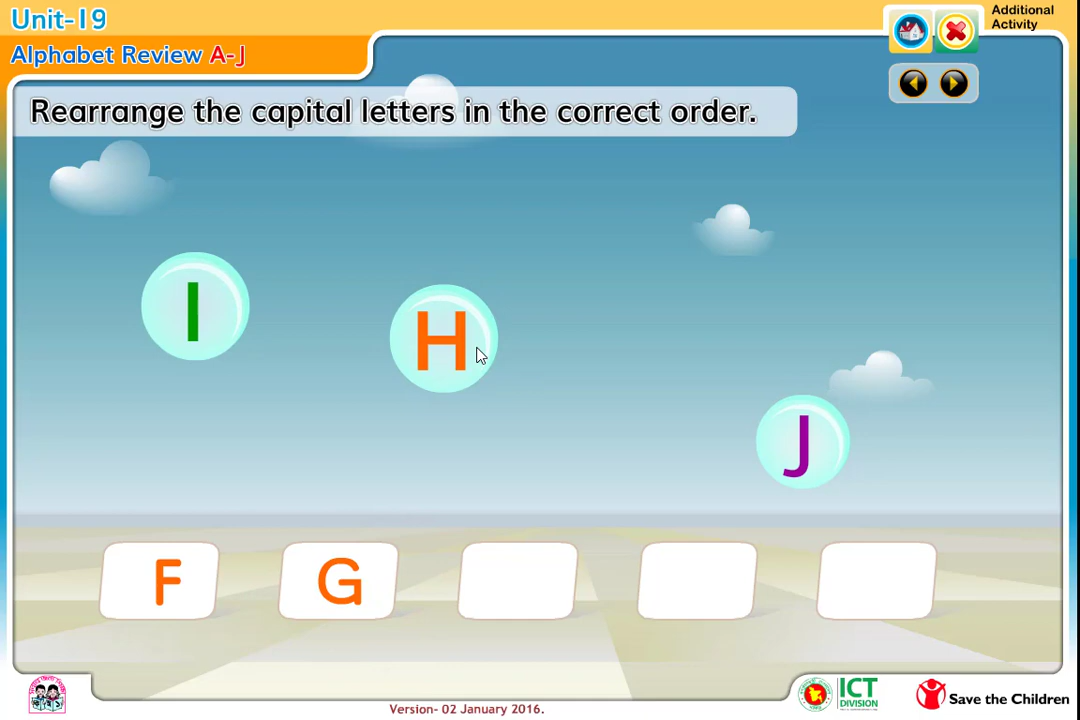 Unit-19
Additional
Activity
Alphabet Review A-J
Rearrange the capital letters in the correct order.
I
H
J
F G
ICT
DIVISION
Save the Children
Version- 02 January 2016.